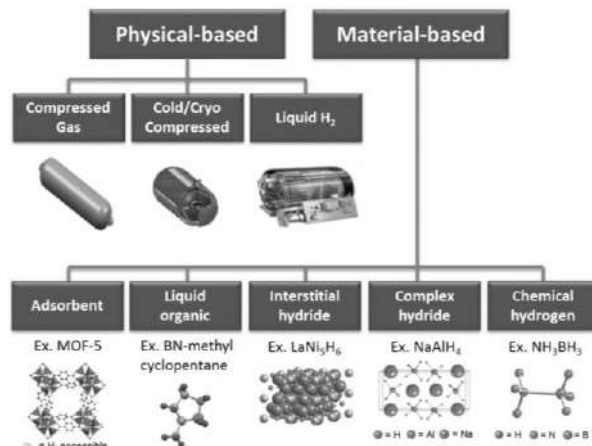 Physical-based
Material-based
Compressed
Gas
Cold/Cryo
Compressed
Liquid H₂
Adsorbent
Liquid
organic
Interstitial
hydride
Complex
hydride
Chemical
hydrogen
Ex. MOF-5
Ex. BN-methyl
cyclopentane
Ex. LaNi₅H₆
Ex. NaAlH₄
Ex. NH₃BH₃
= H = Al = Na
= H = N = B